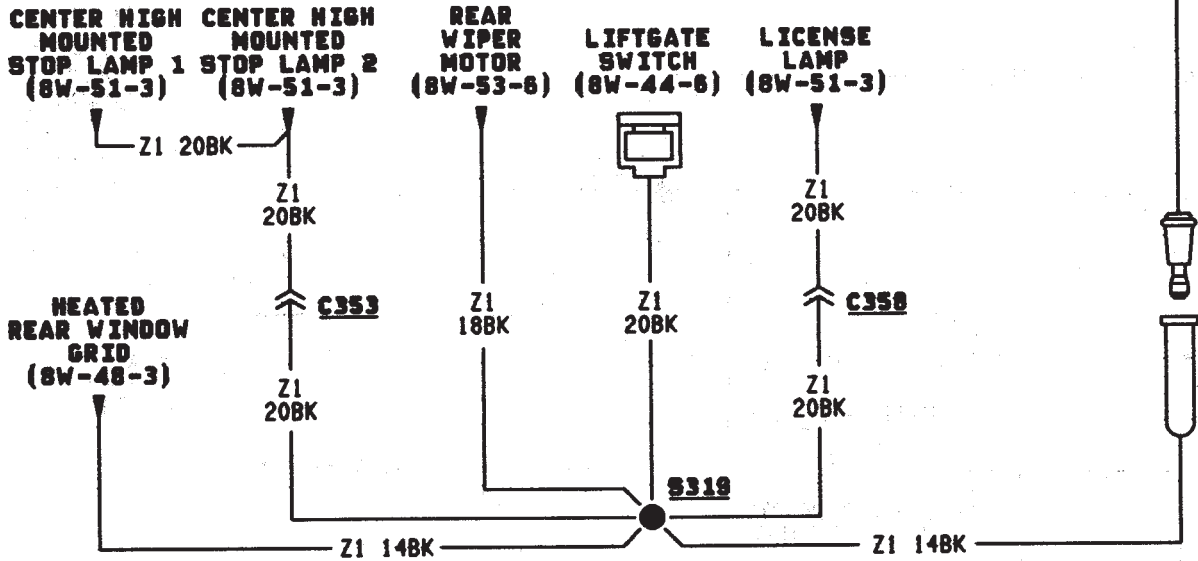 CENTER HIGH
MOUNTED
STOP LAMP 1
(8W-51-3)
CENTER HIGH
MOUNTED
STOP LAMP 2
(8W-51-3)
REAR
WIPER
MOTOR
(8W-53-6)
LIFTGATE
SWITCH
(8W-44-6)
LICENSE
LAMP
(8W-51-3)
Z1 20BK
Z1
20BK
Z1
20BK
HEATED
REAR WINDOW
GRID
(8W-48-3)
C353
Z1
18BK
Z1
20BK
C358
Z1
20BK
Z1
20BK
S319
Z1 14BK
Z1 14BK